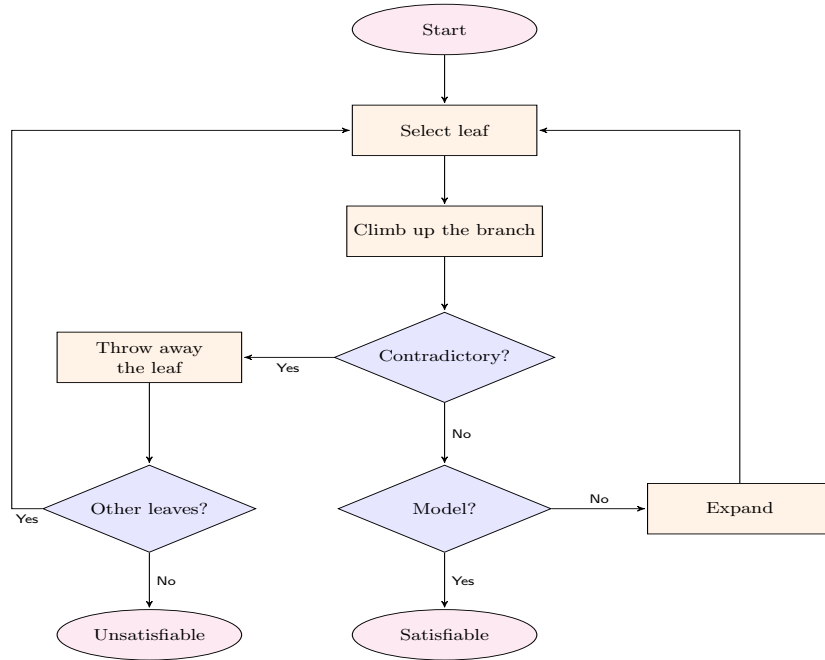 Start
Select leaf
Climb up the branch
Throw away
the leaf
Contradictory?
Yes
No
Other leaves?
Model?
No
Expand
Yes
No
Yes
Unsatisfiable
Satisfiable